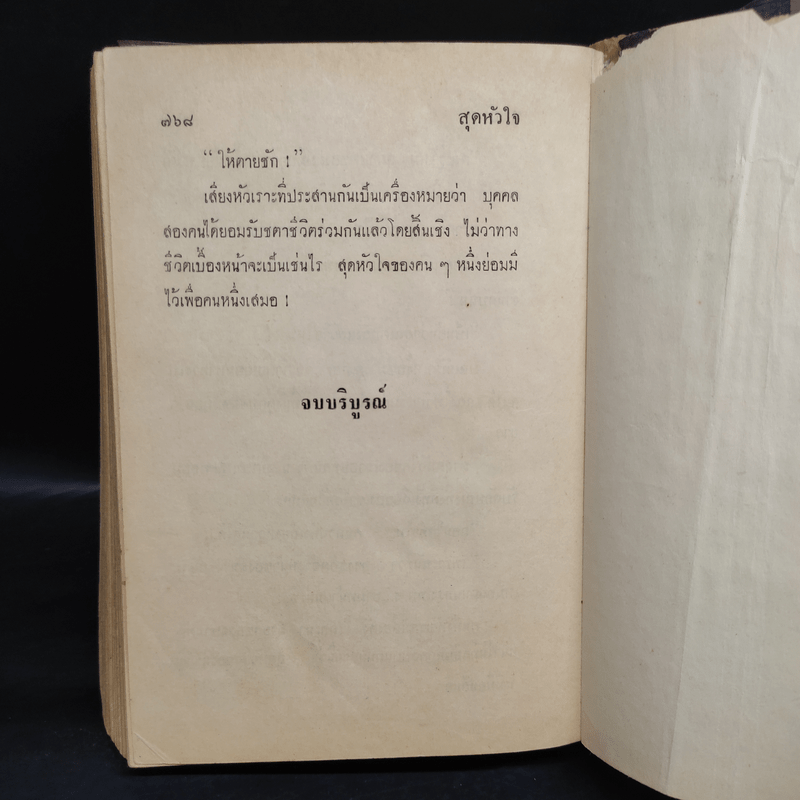 ๗๖๘ สุดหัวใจ
“ ให้ตายซัก ! ”
เสียงหัวเราะที่ประสานกันเป็นเครื่องหมายว่า บุคคล
สองคนได้ยอมรับชตาชีวิตร่วมกันแล้วโดยสิ้นเชิง ไม่ว่าทาง
ชีวิตเบื้องหน้าจะเป็นเช่นไร สุดหัวใจของคน ๆ หนึ่งย่อมมี
ไว้เพื่อคนหนึ่งเสมอ !
จบบริบูรณ์